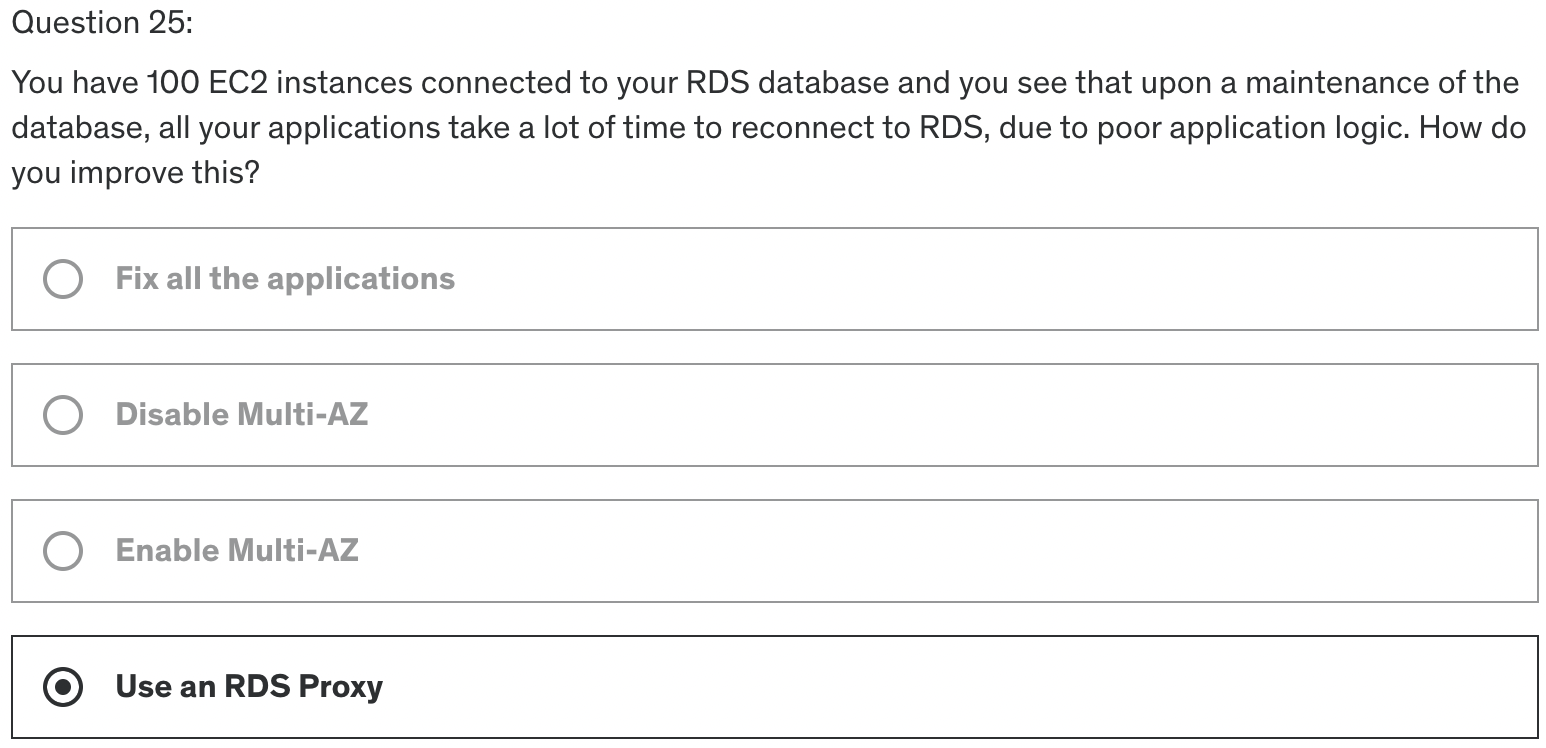 Question 25:
You have 100 EC2 instances connected to your RDS database and you see that upon a maintenance of the
database, all your applications take a lot of time to reconnect to RDS, due to poor application logic. How do
you improve this?
Fix all the applications
Disable Multi-AZ
Enable Multi-AZ
Use an RDS Proxy